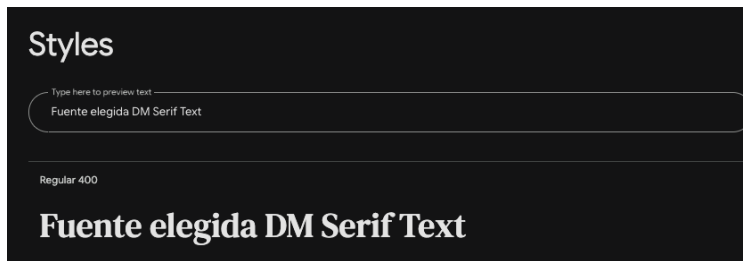 Styles
Type here to preview text
Fuente elegida DM Serif Text
Regular 400
Fuente elegida DM Serif Text